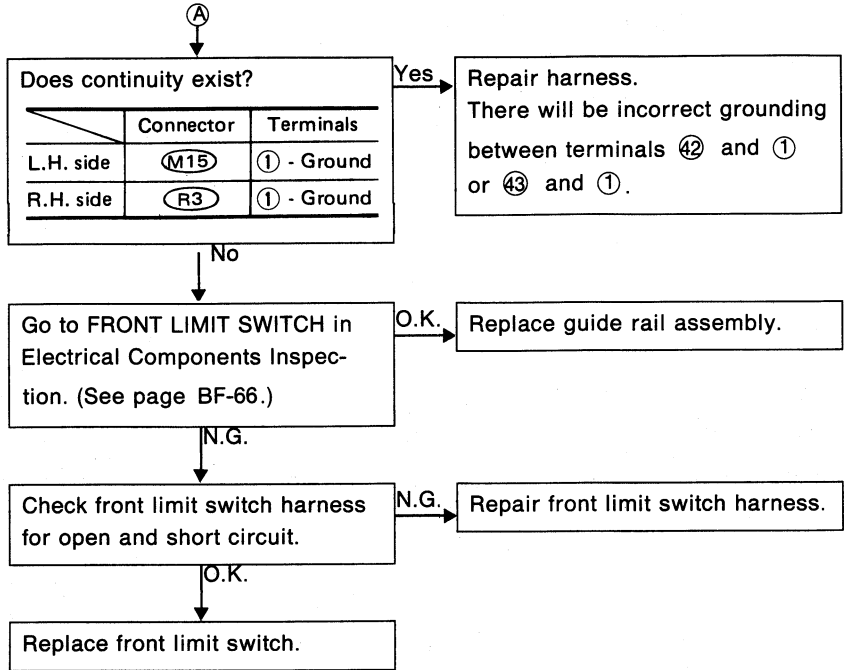 Ⓐ
Does continuity exist?
Yes
Repair harness.
There will be incorrect grounding
between terminals ㊷ and ①
or ㊸ and ①.
Connector Terminals
L.H. side M15 ① - Ground
R.H. side R3 ① - Ground
No
Go to FRONT LIMIT SWITCH in
Electrical Components Inspec-
tion. (See page BF-66.)
O.K.
Replace guide rail assembly.
N.G.
Check front limit switch harness
for open and short circuit.
N.G.
Repair front limit switch harness.
O.K.
Replace front limit switch.